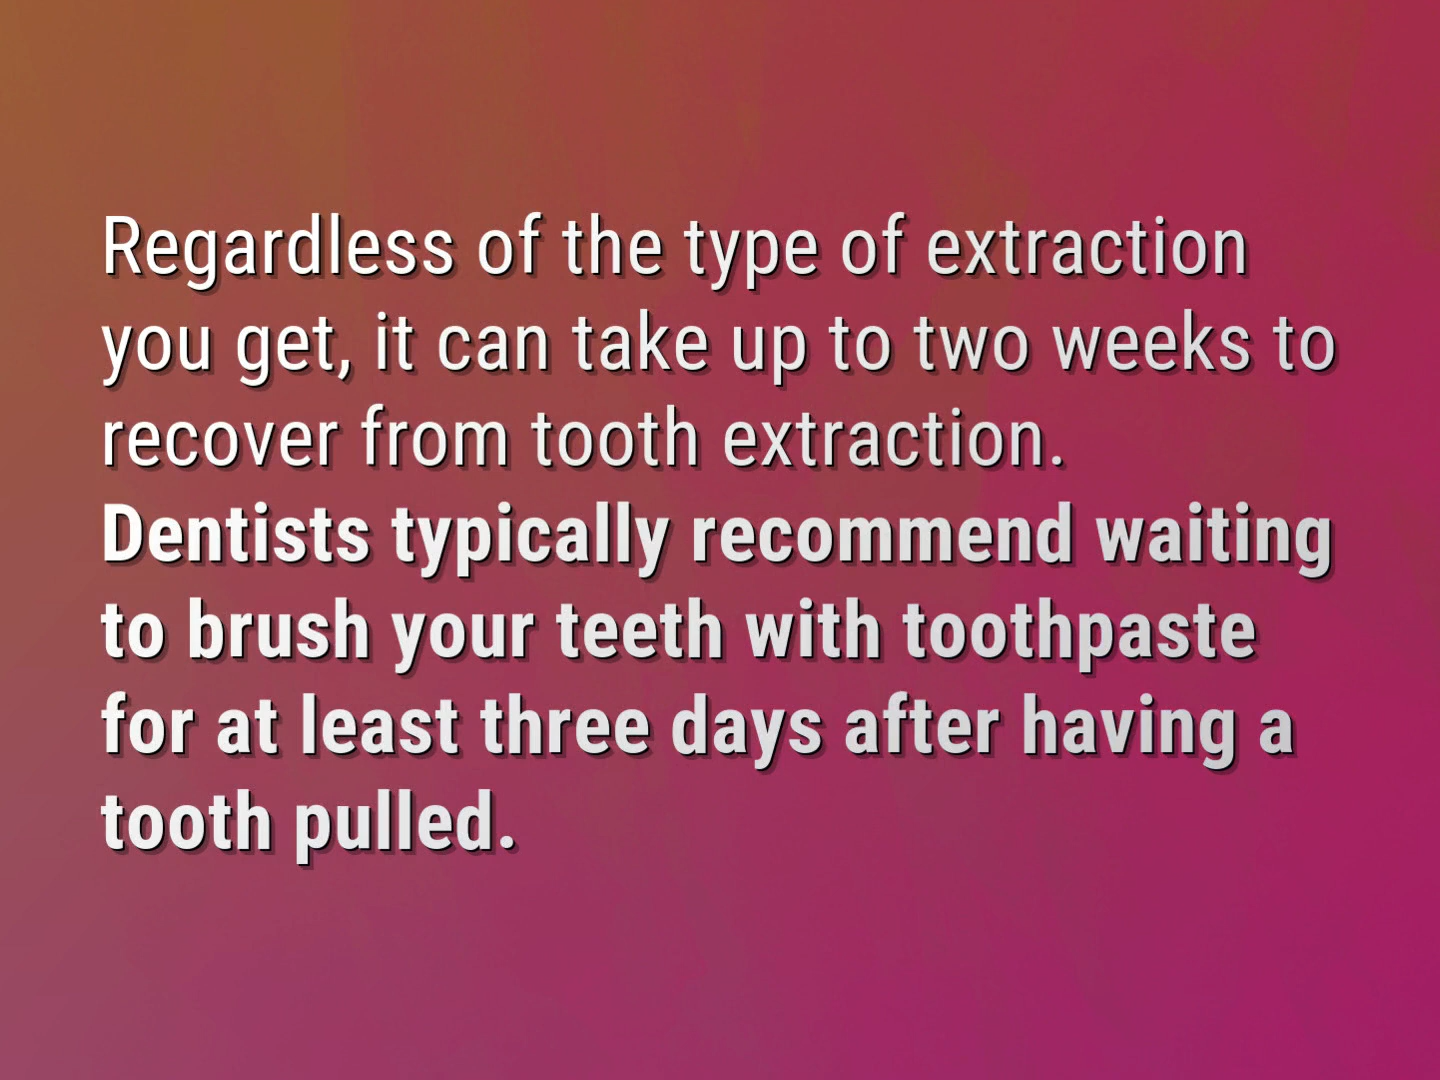 Regardless of the type of extraction
you get, it can take up to two weeks to
recover from tooth extraction.
Dentists typically recommend waiting
to brush your teeth with toothpaste
for at least three days after having a
tooth pulled.